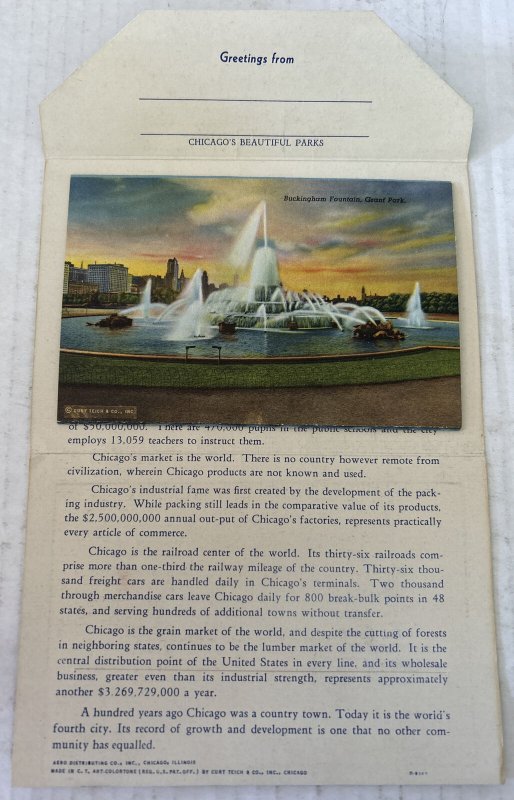 Greetings from
CHICAGO'S BEAUTIFUL PARKS
Buckingham Fountain, Grant Park.
© CURT TEICH & CO., INC.
of $50,000,000. There are 470,000 pupils in the public schools and the city
employs 13,059 teachers to instruct them.
Chicago's market is the world. There is no country however remote from
civilization, wherein Chicago products are not known and used.
Chicago's industrial fame was first created by the development of the pack-
ing industry. While packing still leads in the comparative value of its products,
the $2,500,000,000 annual out-put of Chicago's factories, represents practically
every article of commerce.
Chicago is the railroad center of the world. Its thirty-six railroads com-
prise more than one-third the railway mileage of the country. Thirty-six thou-
sand freight cars are handled daily in Chicago's terminals. Two thousand
through merchandise cars leave Chicago daily for 800 break-bulk points in 48
states, and serving hundreds of additional towns without transfer.
Chicago is the grain market of the world, and despite the cutting of forests
in neighboring states, continues to be the lumber market of the world. It is the
central distribution point of the United States in every line, and its wholesale
business, greater even than its industrial strength, represents approximately
another $3,269,729,000 a year.
A hundred years ago Chicago was a country town. Today it is the world's
fourth city. Its record of growth and development is one that no other com-
munity has equalled.
AERO DISTRIBUTING CO., INC., CHICAGO, ILLINOIS
MADE IN C. T. ART-COLORTONE (REG. U.S. PAT. OFF.) BY CURT TEICH & CO., INC., CHICAGO